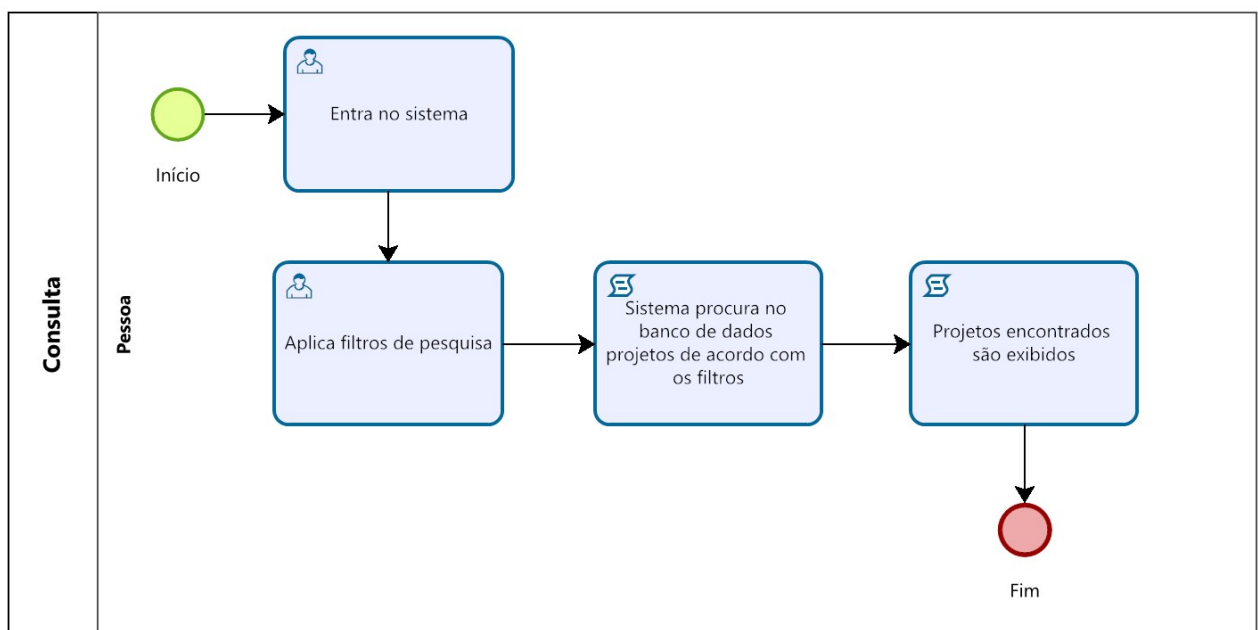 Consulta
Pessoa
Início
Entra no sistema
Aplica filtros de pesquisa
Sistema procura no
banco de dados
projetos de acordo com
os filtros
Projetos encontrados
são exibidos
Fim